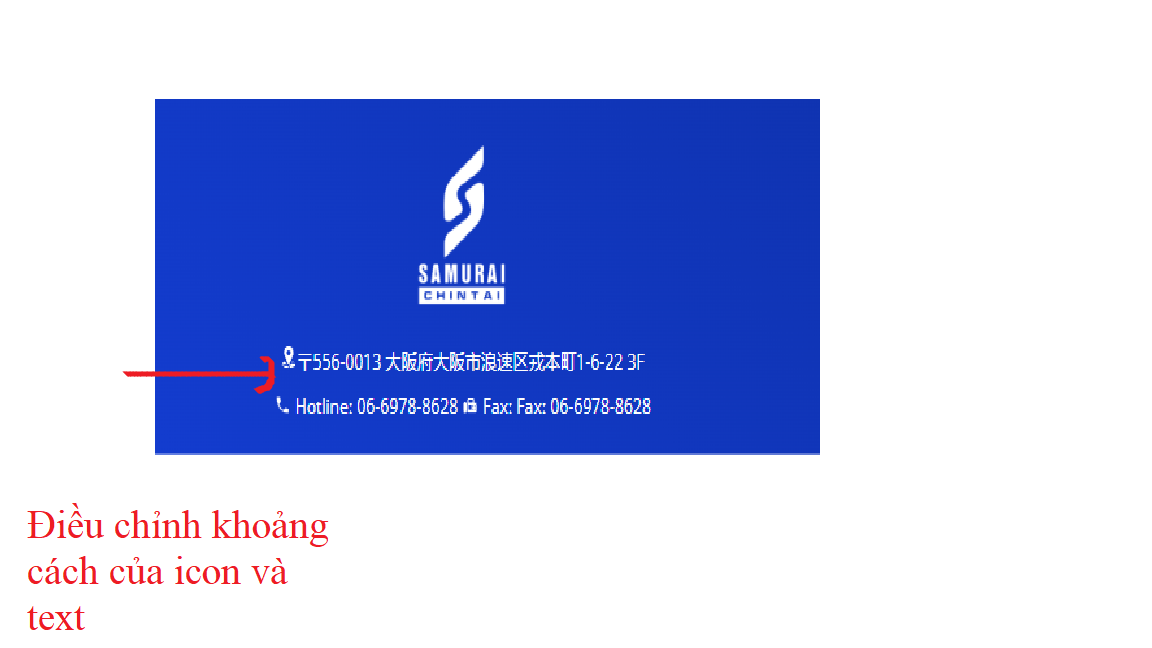 SAMURAI
CHINTAI
〒556-0013 大阪府大阪市浪速区戎本町1-6-22 3F
Hotline: 06-6978-8628 Fax: Fax: 06-6978-8628
Điều chỉnh khoảng
cách của icon và
text